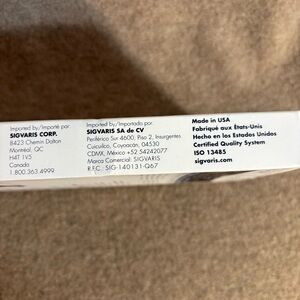 Imported by/Importé par:
SIGVARIS CORP.
8423 Chemin Dalton
Montréal, QC
H4T 1V5
Canada
1.800.363.4999
Imported by/Importado por:
SIGVARIS SA de CV
Periférico Sur 4600, Piso 2, Insurgentes
Cuicuilco, Coyoacán, 04530
CDMX, México +52.54242077
Marca Comercial: SIGVARIS
R.F.C.: SIG-140131-Q67
Made in USA
Fabriqué aux États-Unis
Hecho en los Estados Unidos
Certified Quality System
ISO 13485
sigvaris.com